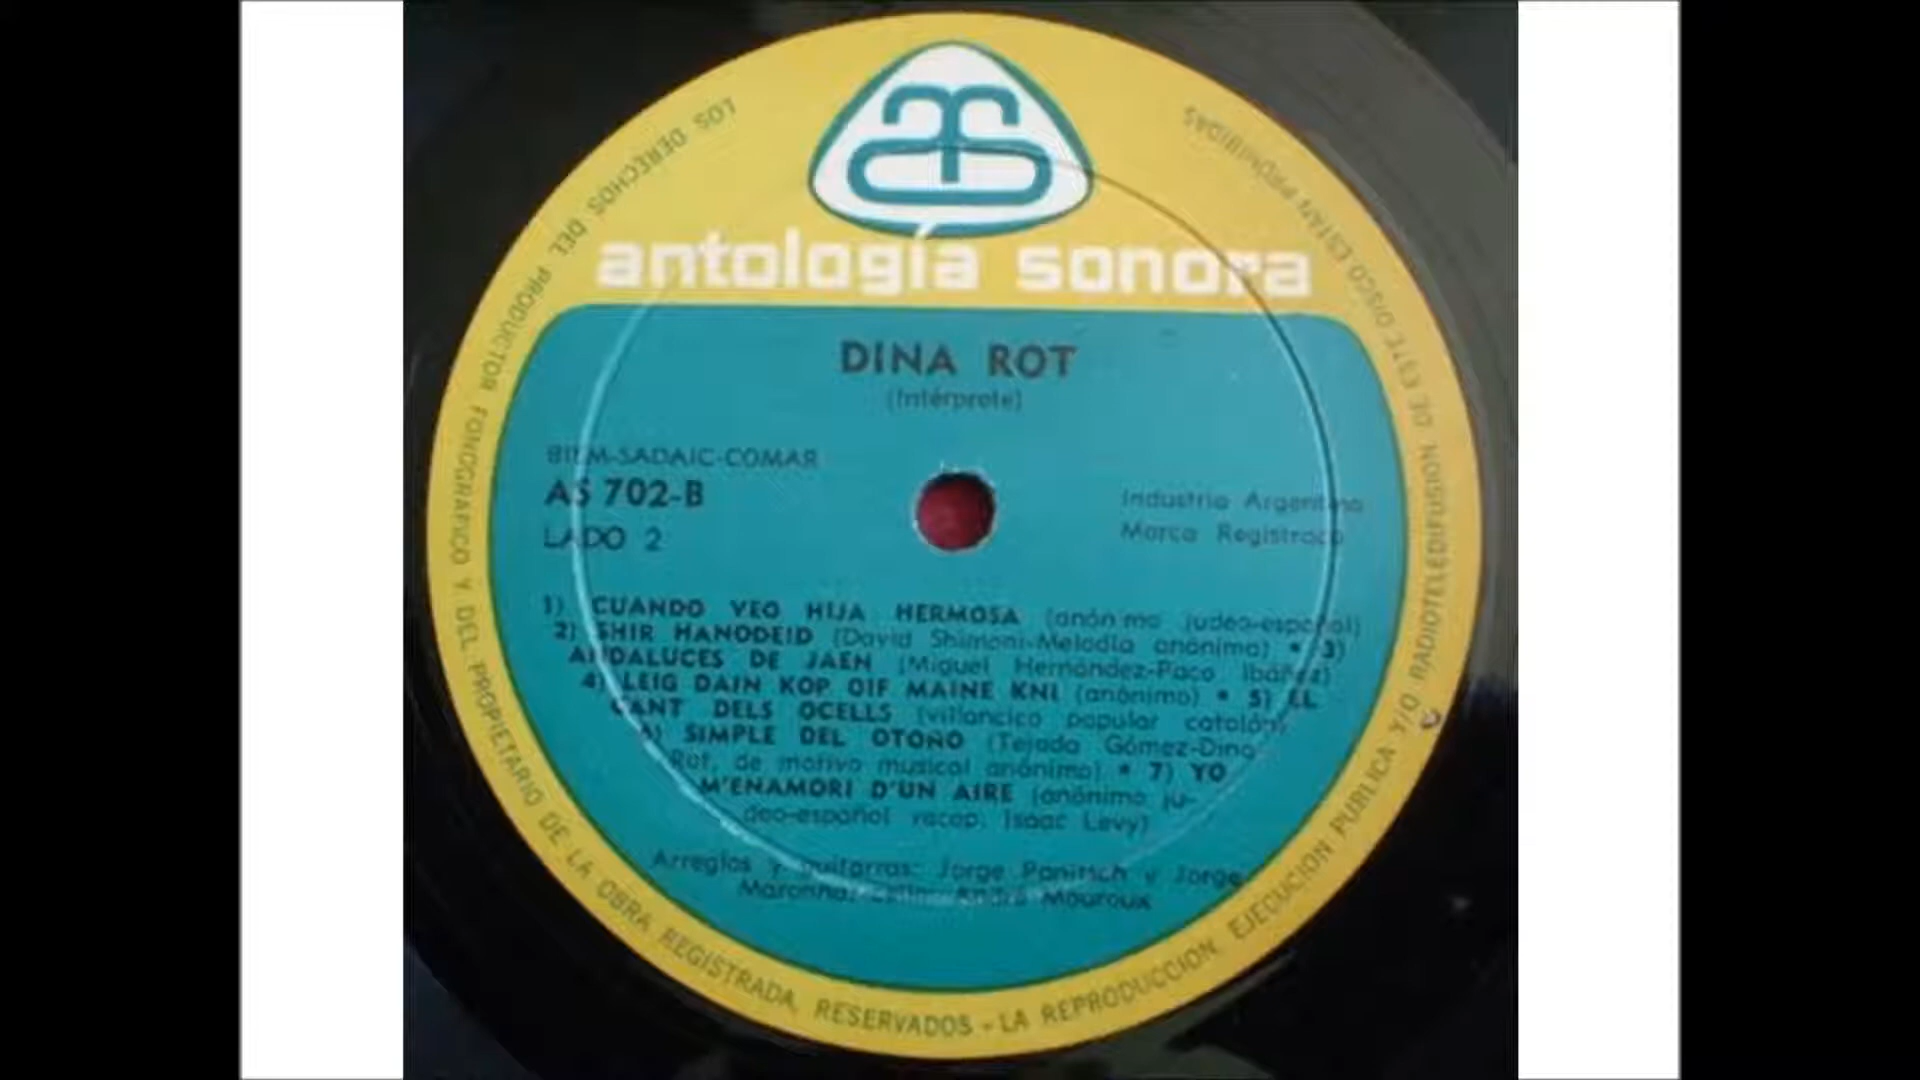 antología sonora
DINA ROT
(Intérprete)
BIEM-SADAIC-COMAR
AS 702-B
LADO 2
Industria Argentina
Marca Registrada
1) CUANDO VEO HIJA HERMOSA (anónimo judeo-español)
2) SHIR HANODEID (David Shimoni-Melodía anónima) • 3)
ANDALUCES DE JAEN (Miguel Hernández-Paco Ibáñez)
4) LEIG DAIN KOP OIF MAINE KNI (anónimo) • 5) EL
CANT DELS OCELLS (villancico popular catalán)
6) SIMPLE DEL OTOÑO (Tejada Gómez-Dina
Rot, de motivo musical anónimo) • 7) YO
M'ENAMORI D'UN AIRE (anónimo ju-
deo-español recop. Isaac Levy)
Arreglos y guitarras: Jorge Panitsch y Jorge
Maronna. Cello: André Mouroux
LOS DERECHOS DEL PRODUCTOR FONOGRAFICO Y DEL PROPIETARIO DE LA OBRA REGISTRADA, RESERVADOS - LA REPRODUCCION, EJECUCION PUBLICA Y/O RADIOTELEDIFUSION DE ESTE DISCO ESTAN PROHIBIDAS